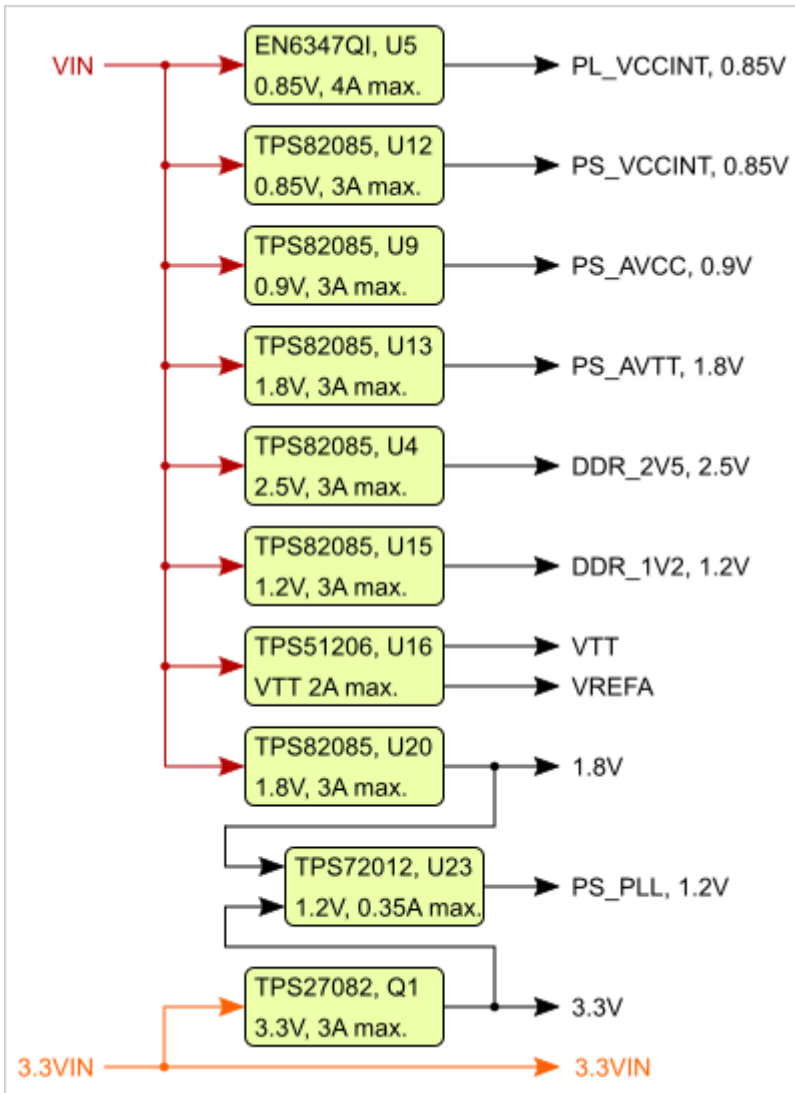 EN6347QI, U5
VIN
0.85V, 4A max.
PL_VCCINT, 0.85V
TPS82085, U12
0.85V, 3A max.
PS_VCCINT, 0.85V
TPS82085, U9
0.9V, 3A max.
PS_AVCC, 0.9V
TPS82085, U13
1.8V, 3A max.
PS_AVTT, 1.8V
TPS82085, U4
2.5V, 3A max.
DDR_2V5, 2.5V
TPS82085, U15
1.2V, 3A max.
DDR_1V2, 1.2V
TPS51206, U16
VTT 2A max.
VTT
VREFA
TPS82085, U20
1.8V, 3A max.
1.8V
TPS72012, U23
1.2V, 0.35A max.
PS_PLL, 1.2V
TPS27082, Q1
3.3V, 3A max.
3.3V
3.3VIN
3.3VIN